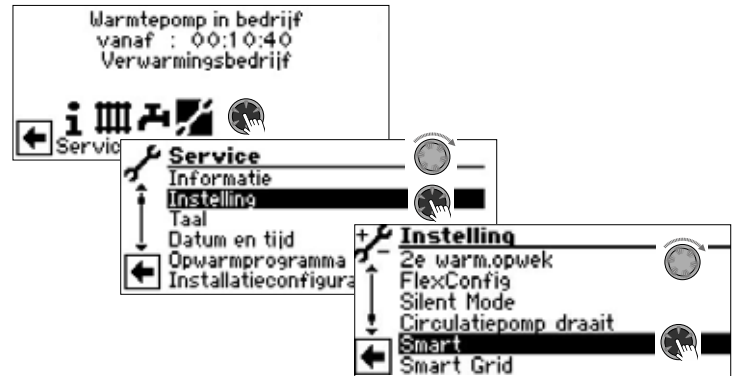 Warmtepomp in bedrijf
vanaf : 00:10:40
Verwarmingsbedrijf
Servic
Service
Informatie
Instelling
Taal
Datum en tijd
Opwarmprogramma
Installatieconfigura
Instelling
2e warm.opwek
FlexConfig
Silent Mode
Circulatiepomp draait
Smart
Smart Grid